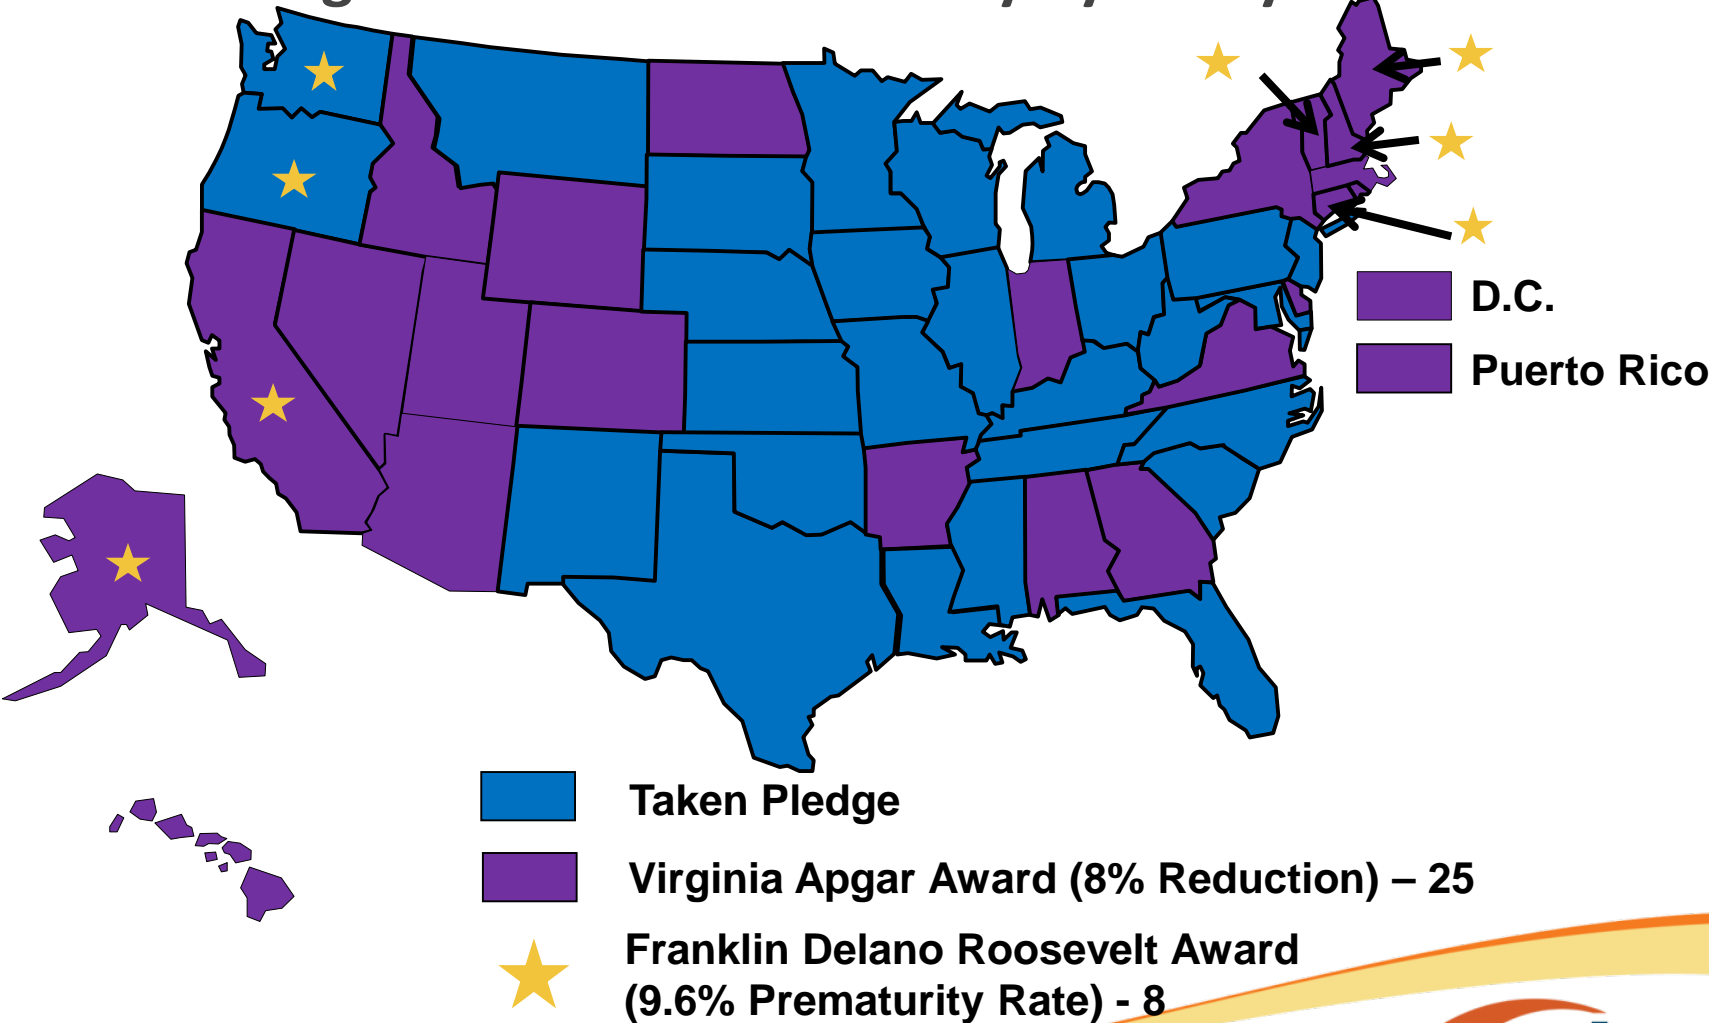 D.C.
Puerto Rico
Taken Pledge
Virginia Apgar Award (8% Reduction) – 25
Franklin Delano Roosevelt Award
(9.6% Prematurity Rate) - 8